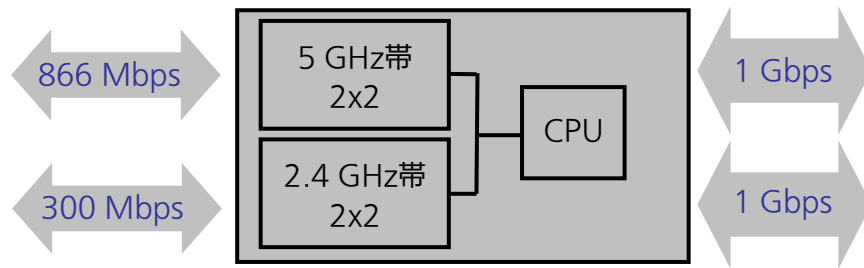 866 Mbps
300 Mbps
5 GHz帯
2x2
2.4 GHz帯
2x2
CPU
1 Gbps
1 Gbps